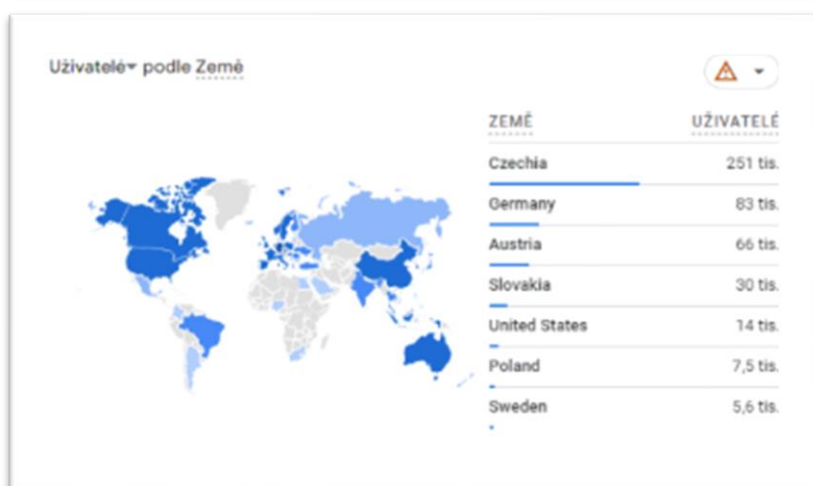 Uživatelé podle Země
ZEMĚ UŽIVATELÉ
Czechia 251 tis.
Germany 83 tis.
Austria 66 tis.
Slovakia 30 tis.
United States 14 tis.
Poland 7,5 tis.
Sweden 5,6 tis.